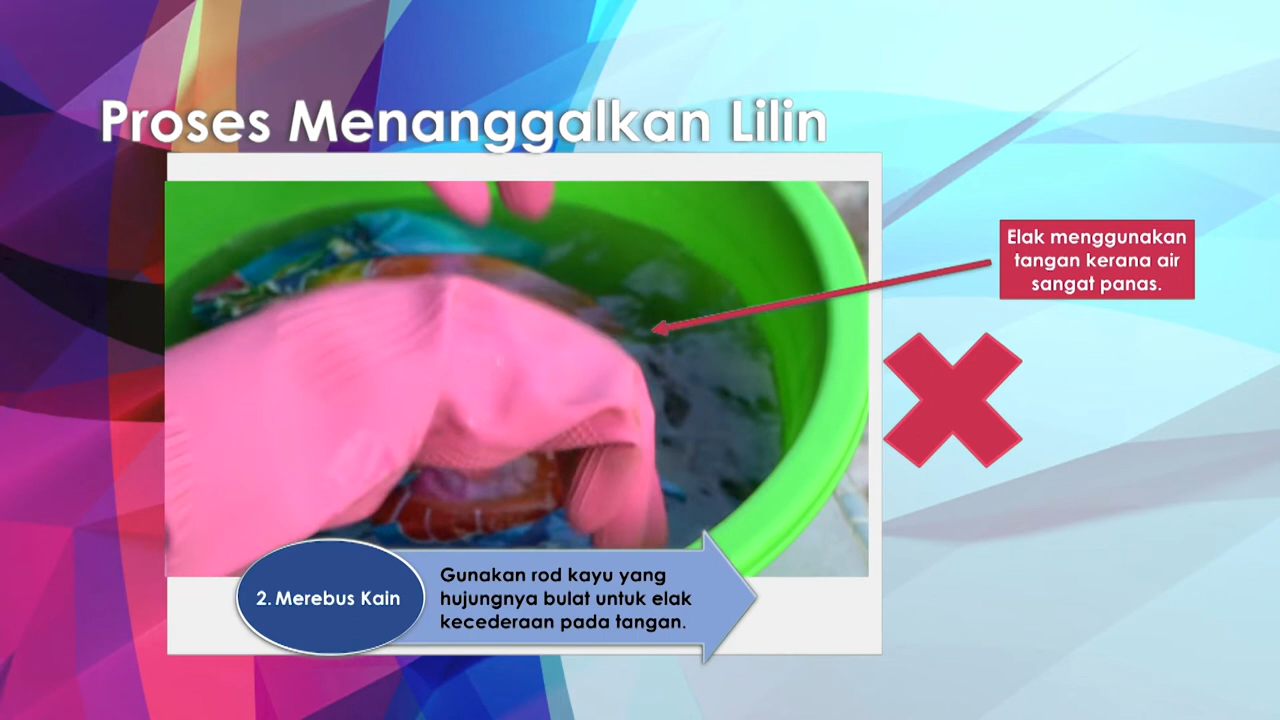 Proses Menanggalkan Lilin
Elak menggunakan
tangan kerana air
sangat panas.
2. Merebus Kain
Gunakan rod kayu yang
hujungnya bulat untuk elak
kecederaan pada tangan.